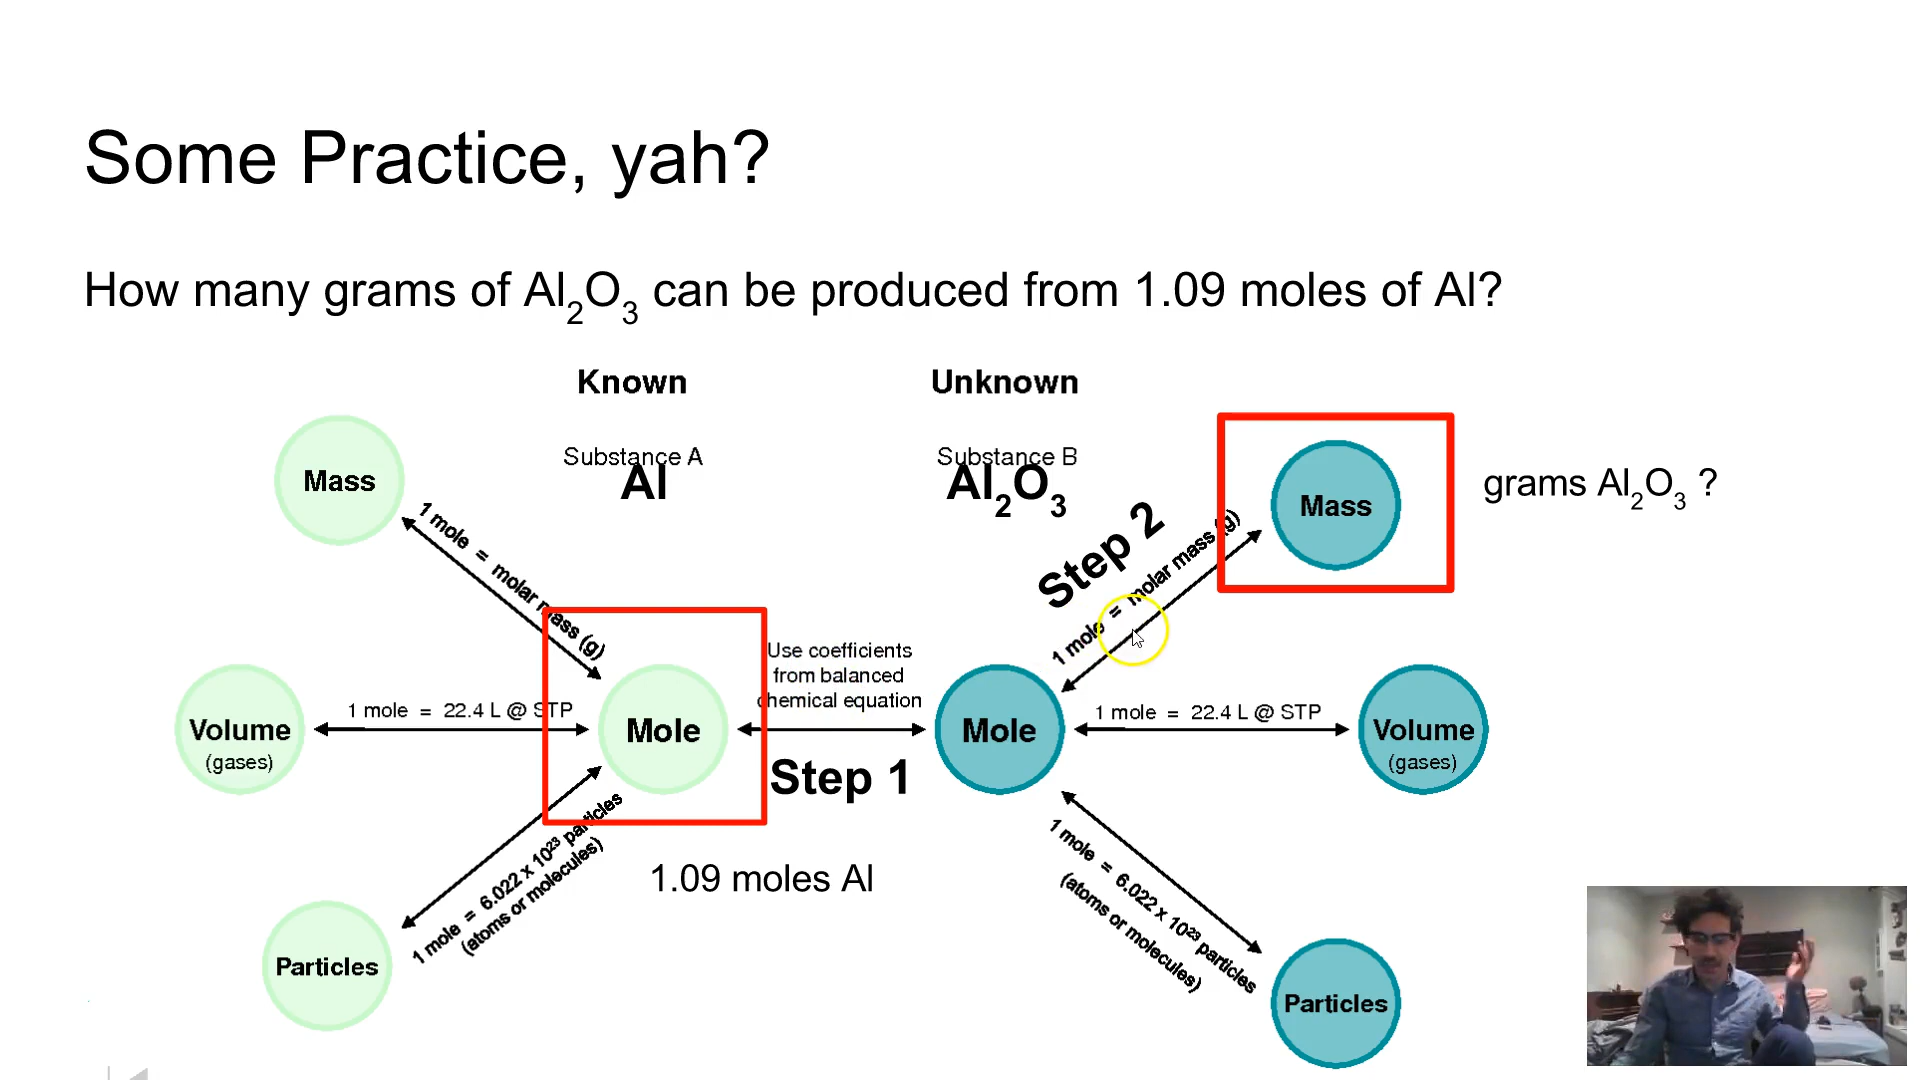 Some Practice, yah?
How many grams of Al2O3 can be produced from 1.09 moles of Al?
Known
Unknown
Substance A
Al
Substance B
Al2O3
Mass
Mass
grams Al2O3 ?
Step 2
1 mole = molar mass (g)
1 mole = molar mass (g)
Use coefficients
from balanced
chemical equation
Volume
(gases)
1 mole = 22.4 L @ STP
Mole
Mole
1 mole = 22.4 L @ STP
Volume
(gases)
Step 1
1 mole = 6.022 x 10²³ particles
(atoms or molecules)
1.09 moles Al
1 mole = 6.022 x 10²³ particles
(atoms or molecules)
Particles
Particles